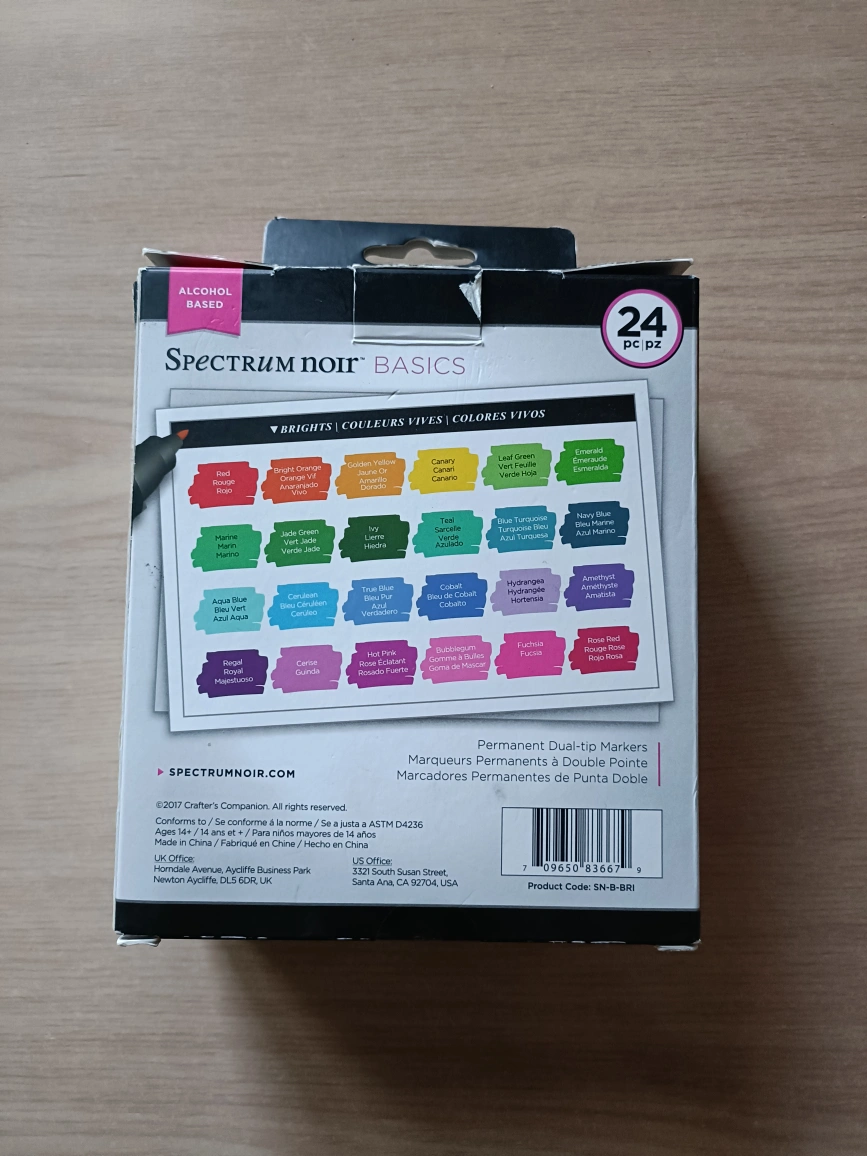 ALCOHOL
BASED
24
pc|pz
SPECTRUM NOIR™ BASICS
▼BRIGHTS | COULEURS VIVES | COLORES VIVOS
Red
Rouge
Rojo
Bright Orange
Orange Vif
Anaranjado
Vivo
Golden Yellow
Jaune Or
Amarillo
Dorado
Canary
Canari
Canario
Leaf Green
Vert Feuille
Verde Hoja
Emerald
Émeraude
Esmeralda
Marine
Marin
Marino
Jade Green
Vert Jade
Verde Jade
Ivy
Lierre
Hiedra
Teal
Sarcelle
Verde
Azulado
Blue Turquoise
Turquoise Bleu
Azul Turquesa
Navy Blue
Bleu Marine
Azul Marino
Aqua Blue
Bleu Vert
Azul Aqua
Cerulean
Bleu Céruléen
Cerúleo
True Blue
Bleu Pur
Azul
Verdadero
Cobalt
Bleu de Cobalt
Cobalto
Hydrangea
Hydrangée
Hortensia
Amethyst
Améthyste
Amatista
Regal
Royal
Majestuoso
Cerise
Guinda
Hot Pink
Rose Éclatant
Rosado Fuerte
Bubblegum
Gomme à Bulles
Goma de Mascar
Fuchsia
Fucsia
Rose Red
Rouge Rose
Rojo Rosa
Permanent Dual-tip Markers
Marqueurs Permanents à Double Pointe
Marcadores Permanentes de Punta Doble
SPECTRUMNOIR.COM
©2017 Crafter's Companion. All rights reserved.
Conforms to / Se conforme á la norme / Se a justa a ASTM D4236
Ages 14+ / 14 ans et + / Para niños mayores de 14 años
Made in China / Fabriqué en Chine / Hecho en China
UK Office:
Horndale Avenue, Aycliffe Business Park
Newton Aycliffe, DL5 6DR, UK
US Office:
3321 South Susan Street,
Santa Ana, CA 92704, USA
7 09650 83667 9
Product Code: SN-B-BRI